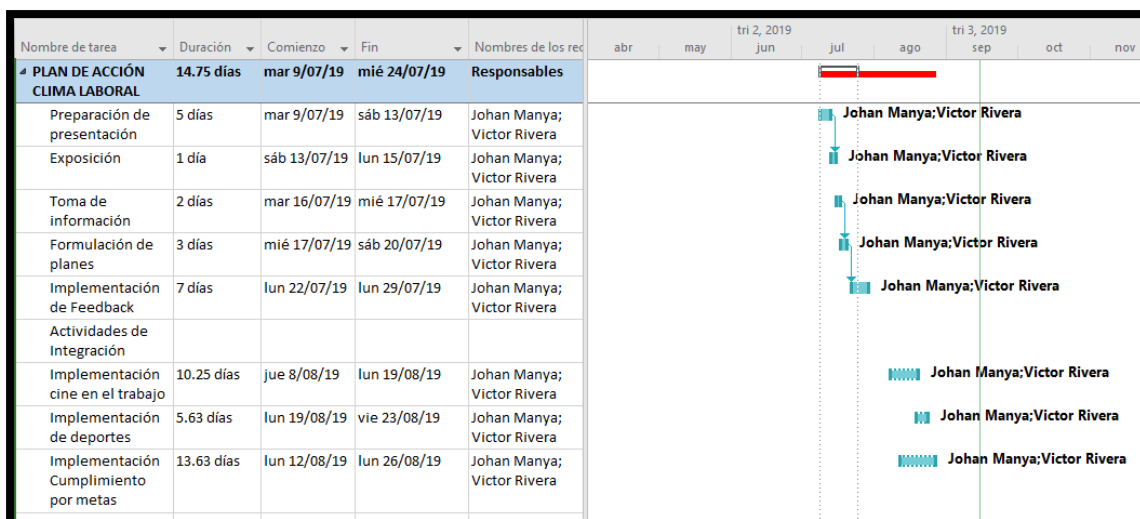 tri 2, 2019 tri 3, 2019
Nombre de tarea Duración Comienzo Fin Nombres de los rec abr may jun jul ago sep oct nov
PLAN DE ACCIÓN 14.75 días mar 9/07/19 mié 24/07/19 Responsables
CLIMA LABORAL
Preparación de 5 días mar 9/07/19 sáb 13/07/19 Johan Manya; Johan Manya;Victor Rivera
presentación Victor Rivera
Exposición 1 día sáb 13/07/19 lun 15/07/19 Johan Manya; Johan Manya;Victor Rivera
Victor Rivera
Toma de 2 días mar 16/07/19 mié 17/07/19 Johan Manya; Johan Manya;Victor Rivera
información Victor Rivera
Formulación de 3 días mié 17/07/19 sáb 20/07/19 Johan Manya; Johan Manya;Victor Rivera
planes Victor Rivera
Implementación 7 días lun 22/07/19 lun 29/07/19 Johan Manya; Johan Manya;Victor Rivera
de Feedback Victor Rivera
Actividades de
Integración
Implementación 10.25 días jue 8/08/19 lun 19/08/19 Johan Manya; Johan Manya;Victor Rivera
cine en el trabajo Victor Rivera
Implementación 5.63 días lun 19/08/19 vie 23/08/19 Johan Manya; Johan Manya;Victor Rivera
de deportes Victor Rivera
Implementación 13.63 días lun 12/08/19 lun 26/08/19 Johan Manya; Johan Manya;Victor Rivera
Cumplimiento Victor Rivera
por metas